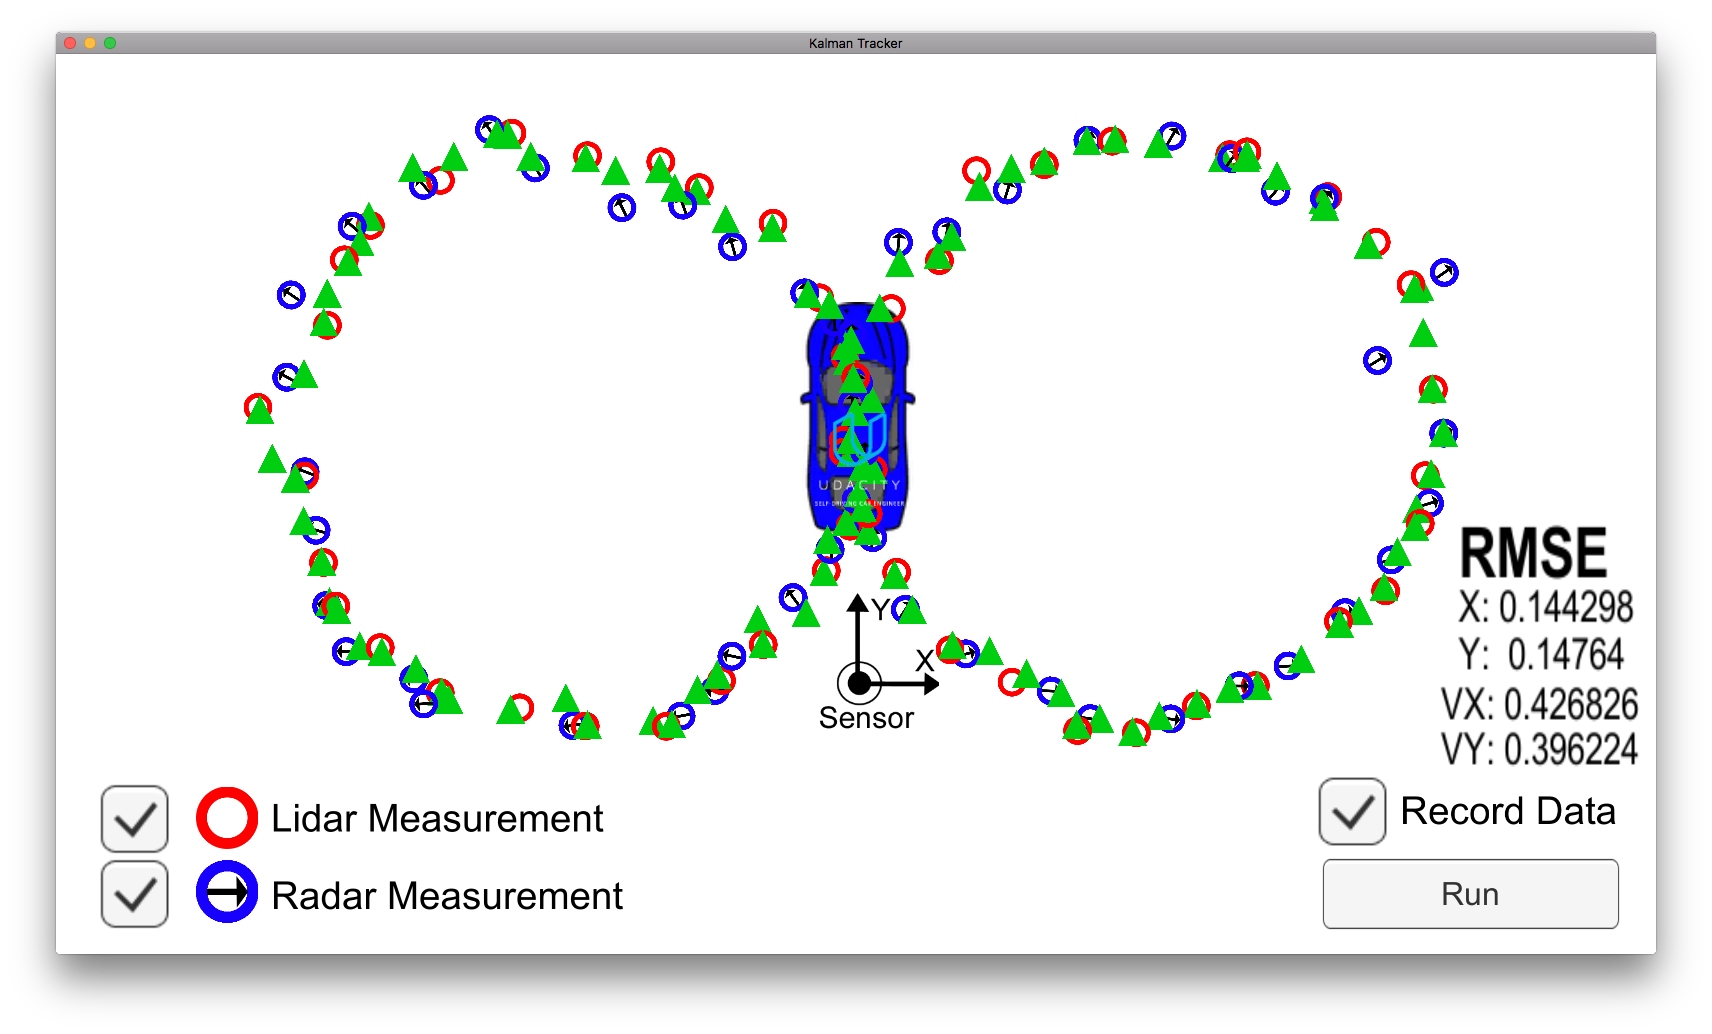 Kalman Tracker
UDACITY
SELF-DRIVING CAR ENGINEER
RMSE
X: 0.144298
Y: 0.14764
VX: 0.426826
VY: 0.396224
Y
X
Sensor
Lidar Measurement
Radar Measurement
Record Data
Run